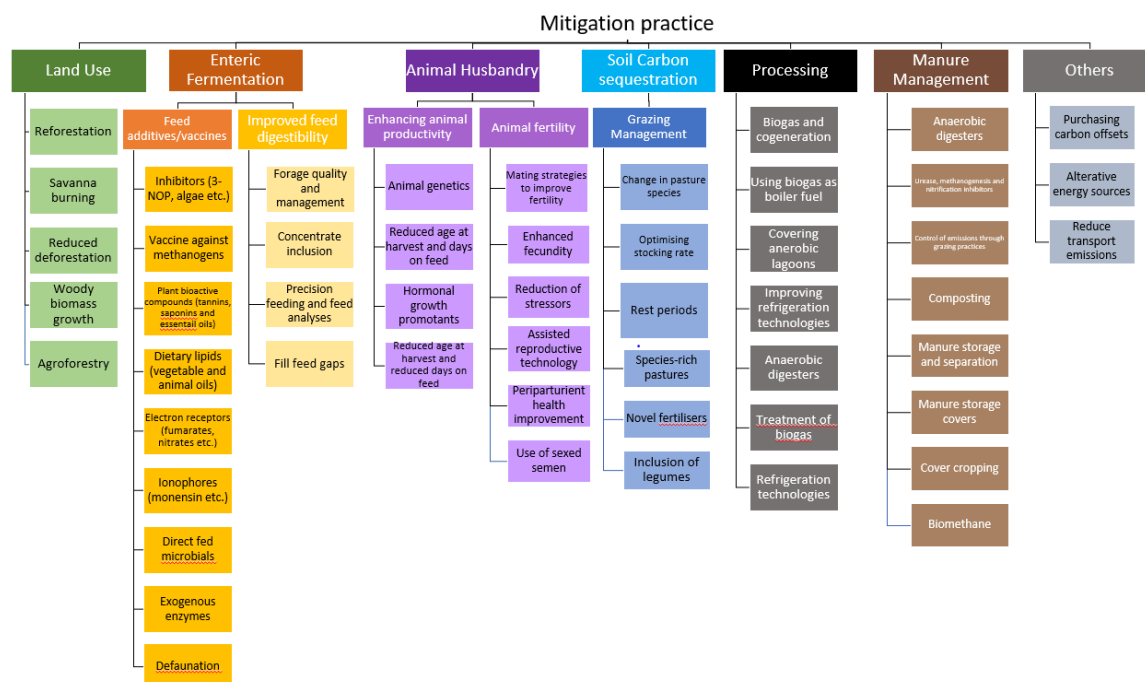 Mitigation practice
Land Use
Reforestation
Savanna
burning
Reduced
deforestation
Woody
biomass
growth
Agroforestry
Enteric
Fermentation
Feed
additives/vaccines
Inhibitors (3-
NOP, algae etc.)
Vaccine against
methanogens
Plant bioactive
compounds (tannins,
saponins and
essentail oils)
Dietary lipids
(vegetable and
animal oils)
Electron receptors
(fumarates,
nitrates etc.)
Ionophores
(monensin etc.)
Direct fed
microbials
Exogenous
enzymes
Defaunation
Improved feed
digestibility
Forage quality
and
management
Concentrate
inclusion
Precision
feeding and feed
analyses
Fill feed gaps
Animal Husbandry
Enhancing animal
productivity
Animal genetics
Reduced age at
harvest and days
on feed
Hormonal
growth
promotants
Reduced age at
harvest and
reduced days on
feed
Animal fertility
Mating strategies
to improve
fertility
Enhanced
fecundity
Reduction of
stressors
Assisted
reproductive
technology
Periparturient
health
improvement
Use of sexed
semen
Soil Carbon
sequestration
Grazing
Management
Change in pasture
species
Optimising
stocking rate
Rest periods
Species-rich
pastures
Novel fertilisers
Inclusion of
legumes
Processing
Biogas and
cogeneration
Using biogas as
boiler fuel
Covering
anerobic
lagoons
Improving
refrigeration
technologies
Anaerobic
digesters
Treatment of
biogas
Refrigeration
technologies
Manure
Management
Anaerobic
digesters
Urease, methanogenesis and
nitrification inhibitors
Control of emissions through
grazing practices
Composting
Manure storage
and separation
Manure storage
covers
Cover cropping
Biomethane
Others
Purchasing
carbon offsets
Alterative
energy sources
Reduce
transport
emissions